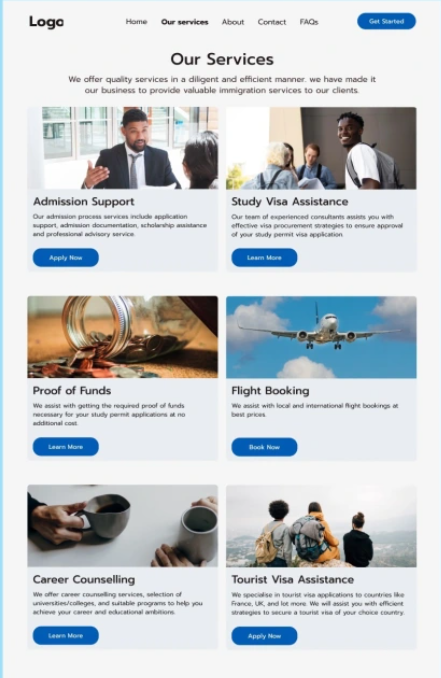 Logo
Home
Our services
About
Contact
FAQs
Get Started
Our Services
We offer quality services in a diligent and efficient manner. we have made it
our business to provide valuable immigration services to our clients.
Admission Support
Our admission process services include application
support, admission documentation, scholarship assistance
and professional advisory service.
Apply Now
Study Visa Assistance
Our team of experienced consultants assists you with
effective visa procurement strategies to ensure approval
of your study permit visa application.
Learn More
Proof of Funds
We assist with getting the required proof of funds
necessary for your study permit applications at no
additional cost.
Learn More
Flight Booking
We assist with local and international flight bookings at
best prices.
Book Now
Career Counselling
We offer career counselling services, selection of
universities/colleges, and suitable programs to help you
achieve your career and educational ambitions.
Learn More
Tourist Visa Assistance
We specialise in tourist visa applications to countries like
France, UK, and lot more. We will assist you with efficient
strategies to secure a tourist visa of your choice country.
Apply Now